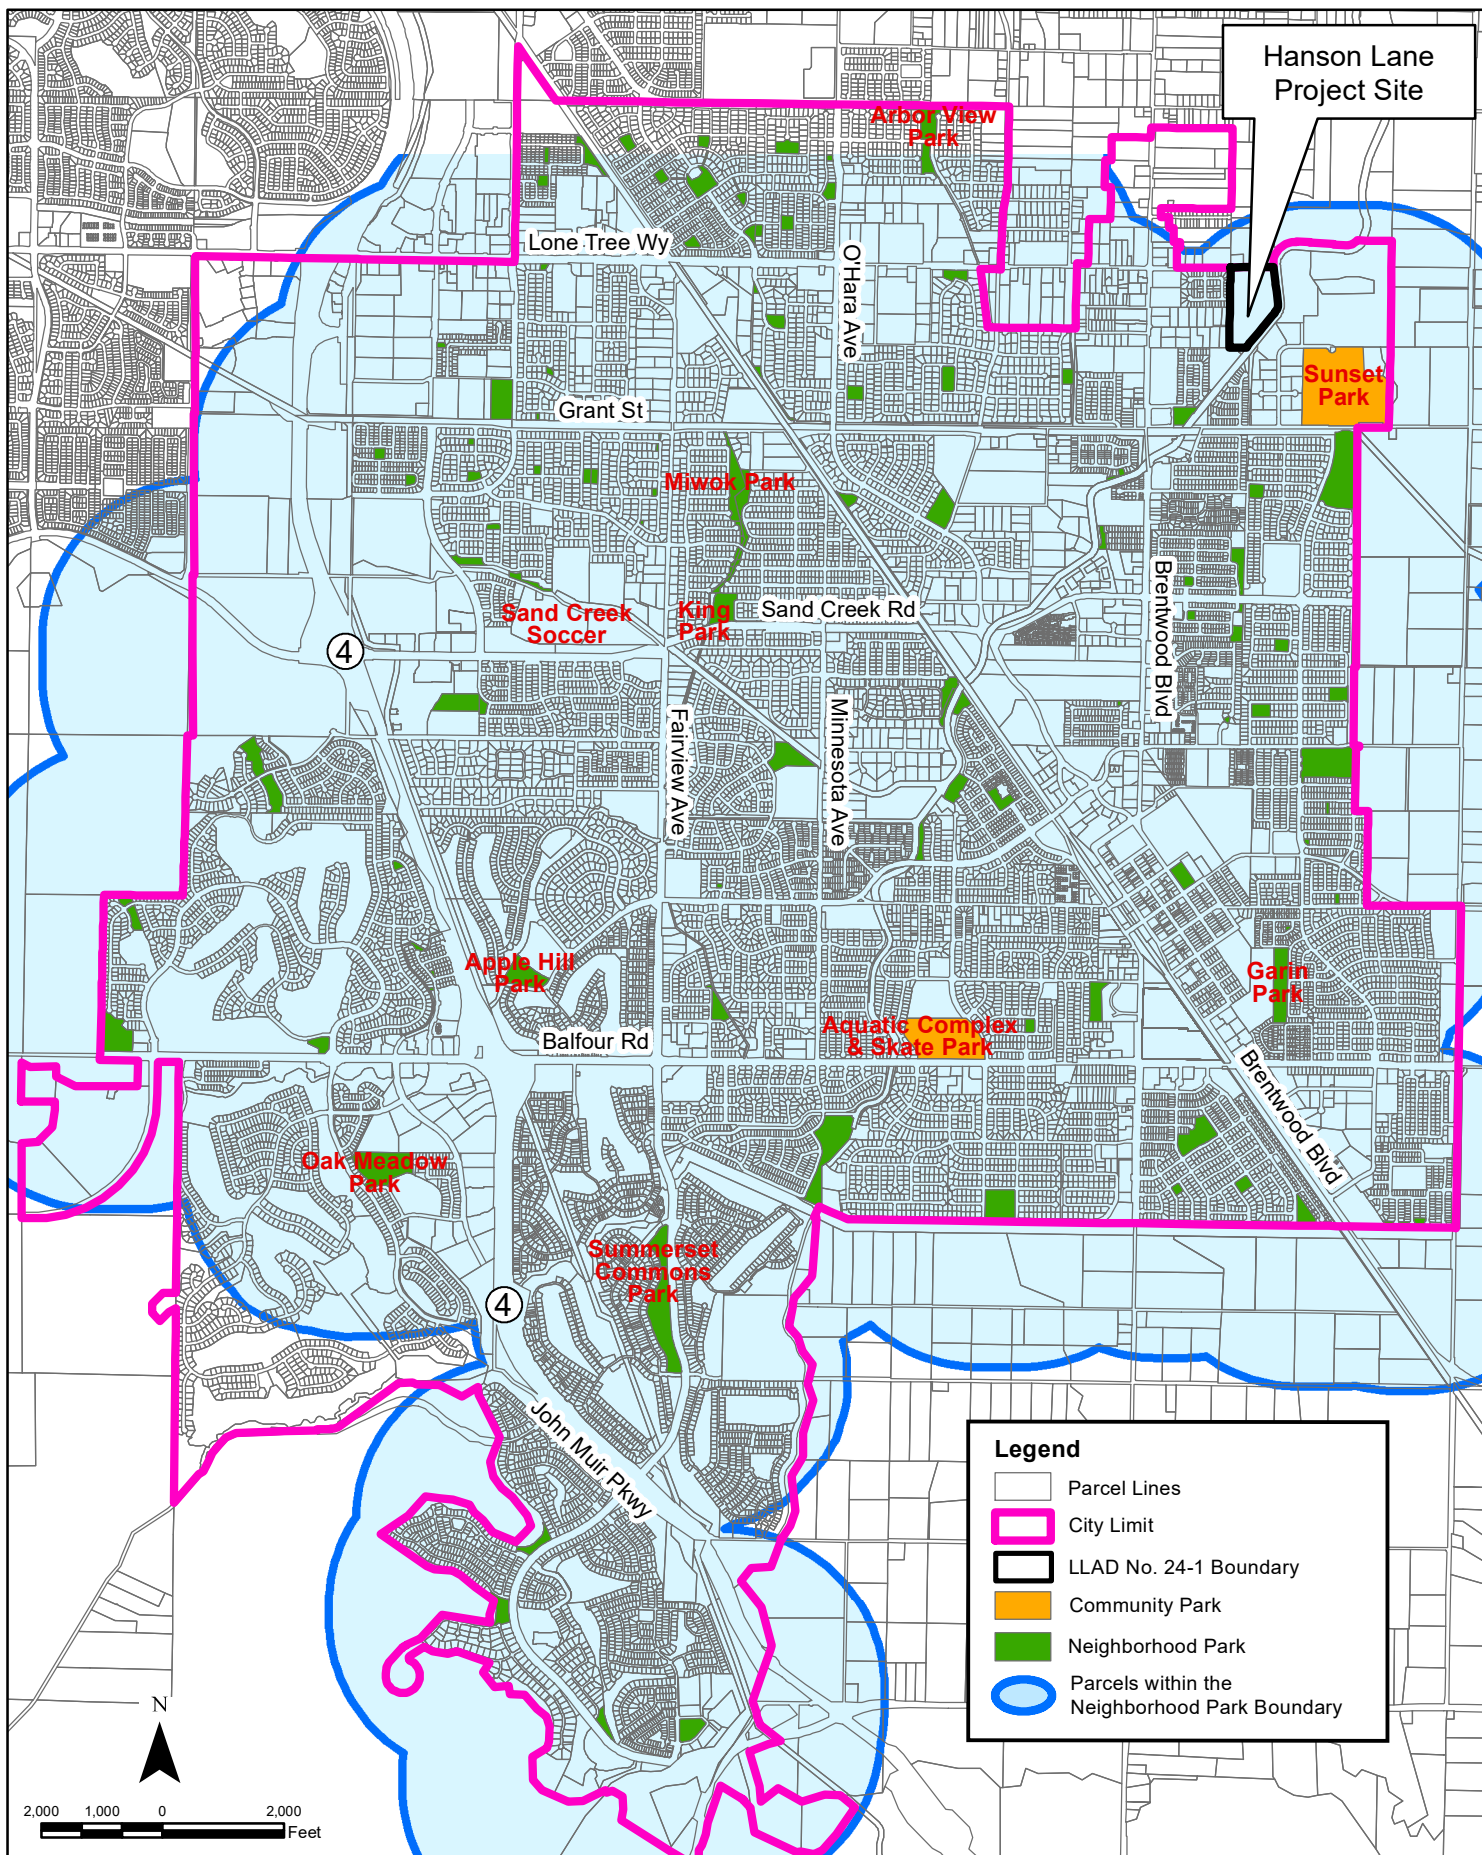 Hanson Lane
Project Site
Arbor View
Park
Lone Tree Wy
O'Hara Ave
Sunset
Park
Grant St
Miwok Park
Brentwood Blvd
Sand Creek
Soccer
King
Park
Sand Creek Rd
4
Fairview Ave
Minnesota Ave
Apple Hill
Park
Garin
Park
Aquatic Complex
& Skate Park
Balfour Rd
Brentwood Blvd
Oak Meadow
Park
Summerset
Commons
Park
4
John Muir Pkwy
Legend
Parcel Lines
City Limit
LLAD No. 24-1 Boundary
Community Park
Neighborhood Park
Parcels within the
Neighborhood Park Boundary
N
2,000 1,000 0 2,000
Feet